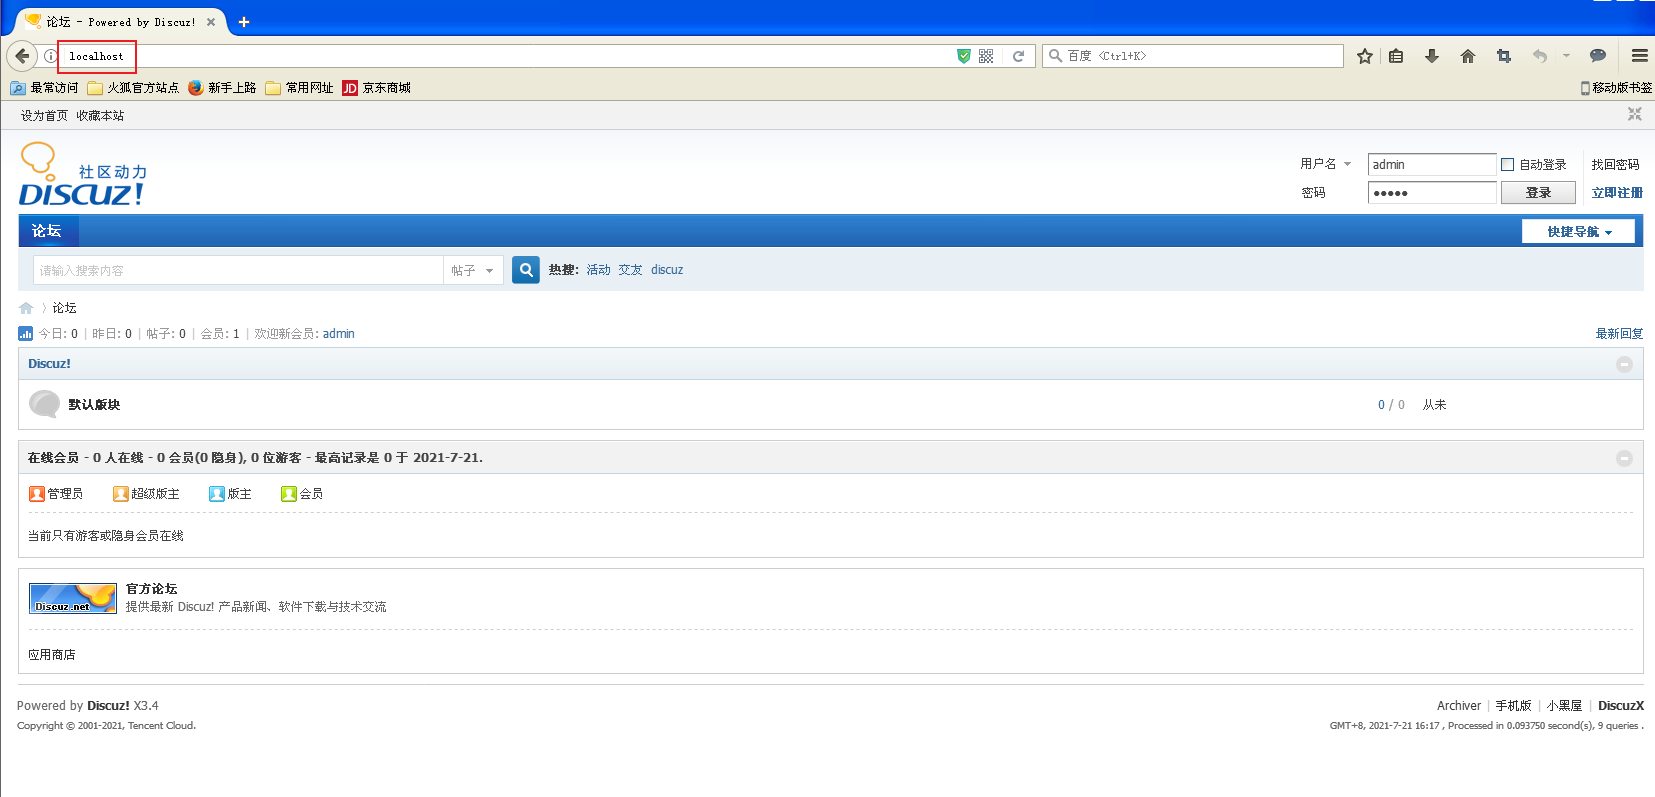 论坛 - Powered by Discuz!
localhost
百度 <Ctrl+K>
最常访问 火狐官方站点 新手上路 常用网址 JD 京东商城 移动版书签
设为首页 收藏本站
社区动力
DISCUZ!
用户名 admin 自动登录 找回密码
密码 ●●●●● 登录 立即注册
论坛 快捷导航
请输入搜索内容 帖子 热搜: 活动 交友 discuz
论坛
今日: 0 | 昨日: 0 | 帖子: 0 | 会员: 1 | 欢迎新会员: admin 最新回复
Discuz!
默认版块 0 / 0 从未
在线会员 - 0 人在线 - 0 会员(0 隐身), 0 位游客 - 最高记录是 0 于 2021-7-21.
管理员 超级版主 版主 会员
当前只有游客或隐身会员在线
Discuz.net
官方论坛
提供最新 Discuz! 产品新闻、软件下载与技术交流
应用商店
Powered by Discuz! X3.4 Archiver | 手机版 | 小黑屋 | DiscuzX
Copyright © 2001-2021, Tencent Cloud. GMT+8, 2021-7-21 16:17 , Processed in 0.093750 second(s), 9 queries .